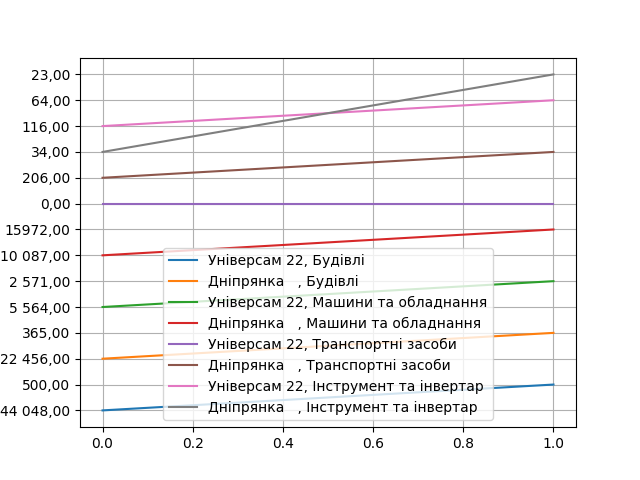 23,00
64,00
116,00
34,00
206,00
0,00
15972,00
10 087,00
2 571,00
5 564,00
365,00
22 456,00
500,00
44 048,00
Універсам 22, Будівлі
Дніпрянка   , Будівлі
Універсам 22, Машини та обладнання
Дніпрянка   , Машини та обладнання
Універсам 22, Транспортні засоби
Дніпрянка   , Транспортні засоби
Універсам 22, Інструмент та інвертар
Дніпрянка   , Інструмент та інвертар
0.0 0.2 0.4 0.6 0.8 1.0